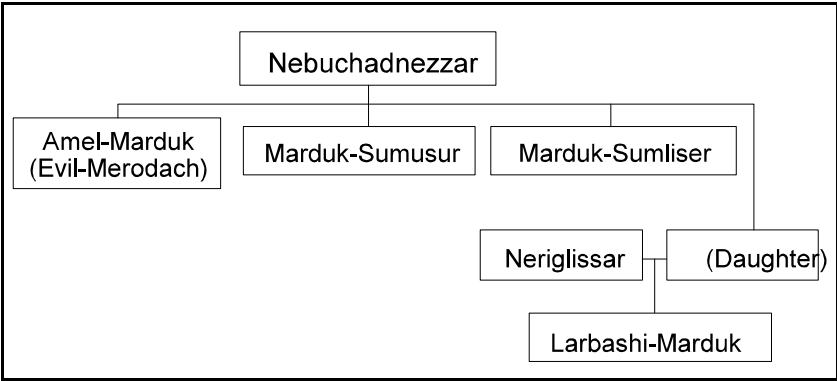 Nebuchadnezzar
Amel-Marduk
(Evil-Merodach)
Marduk-Sumusur
Marduk-Sumliser
Neriglissar
(Daughter)
Larbashi-Marduk